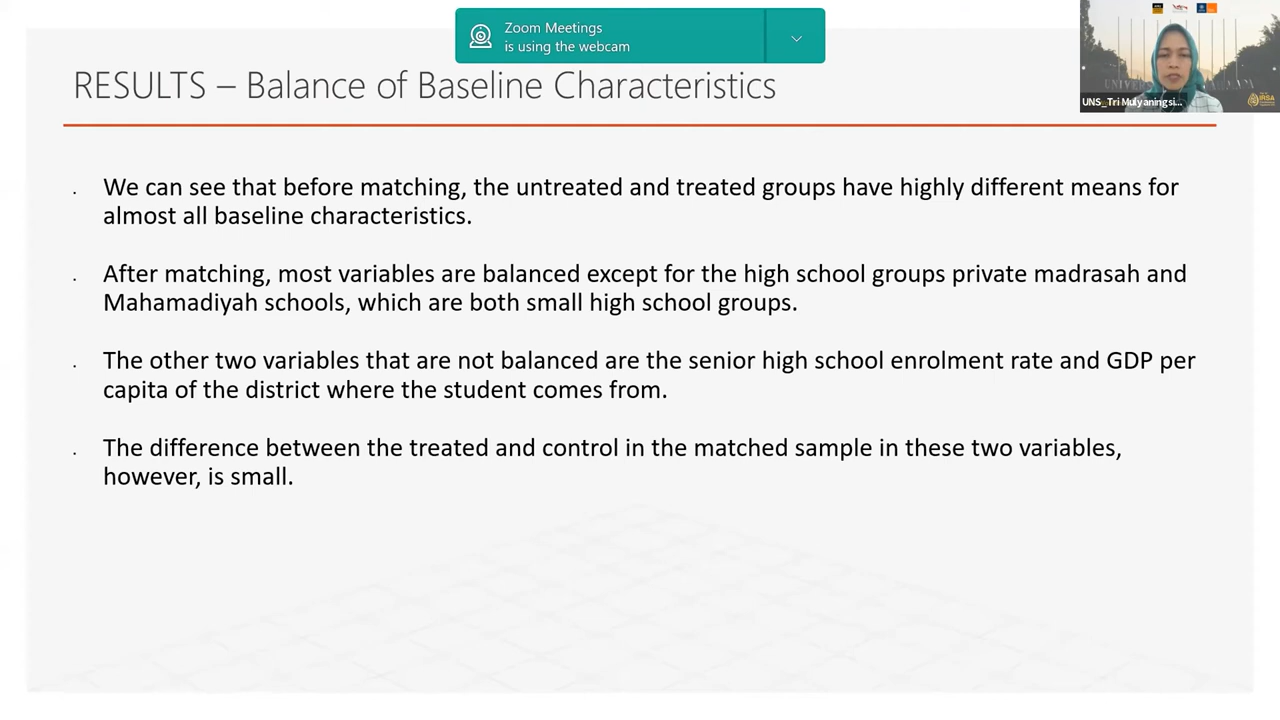 Zoom Meetings
is using the webcam
RESULTS – Balance of Baseline Characteristics
UNS_Tri Mulyaningsi...
IRSA
We can see that before matching, the untreated and treated groups have highly different means for
almost all baseline characteristics.
After matching, most variables are balanced except for the high school groups private madrasah and
Mahamadiyah schools, which are both small high school groups.
The other two variables that are not balanced are the senior high school enrolment rate and GDP per
capita of the district where the student comes from.
The difference between the treated and control in the matched sample in these two variables,
however, is small.